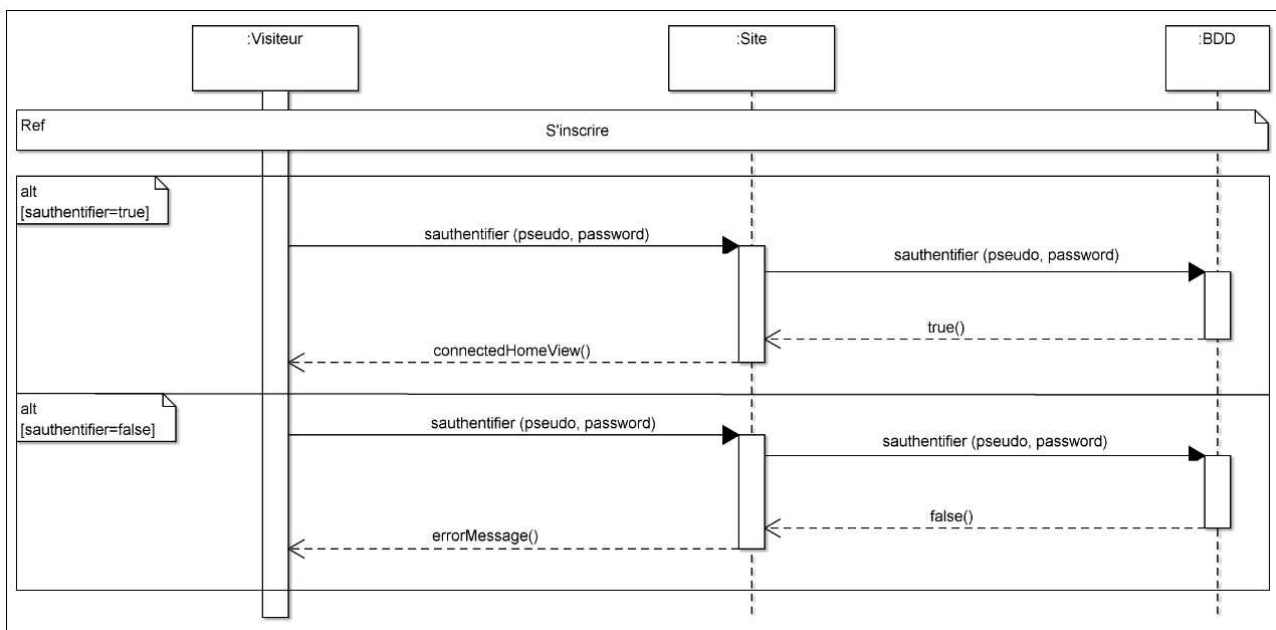 :Visiteur
:Site
:BDD
Ref
S'inscrire
alt
[sauthentifier=true]
sauthentifier (pseudo, password)
sauthentifier (pseudo, password)
true()
connectedHomeView()
alt
[sauthentifier=false]
sauthentifier (pseudo, password)
sauthentifier (pseudo, password)
false()
errorMessage()